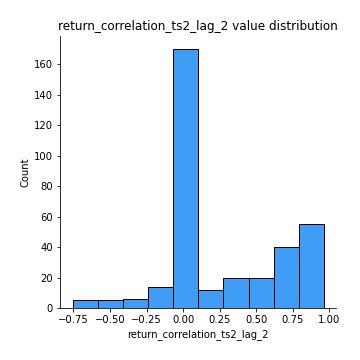 return_correlation_ts2_lag_2 value distribution
160
140
120
100
80
60
40
20
0
Count
−0.75 −0.50 −0.25 0.00 0.25 0.50 0.75 1.00
return_correlation_ts2_lag_2